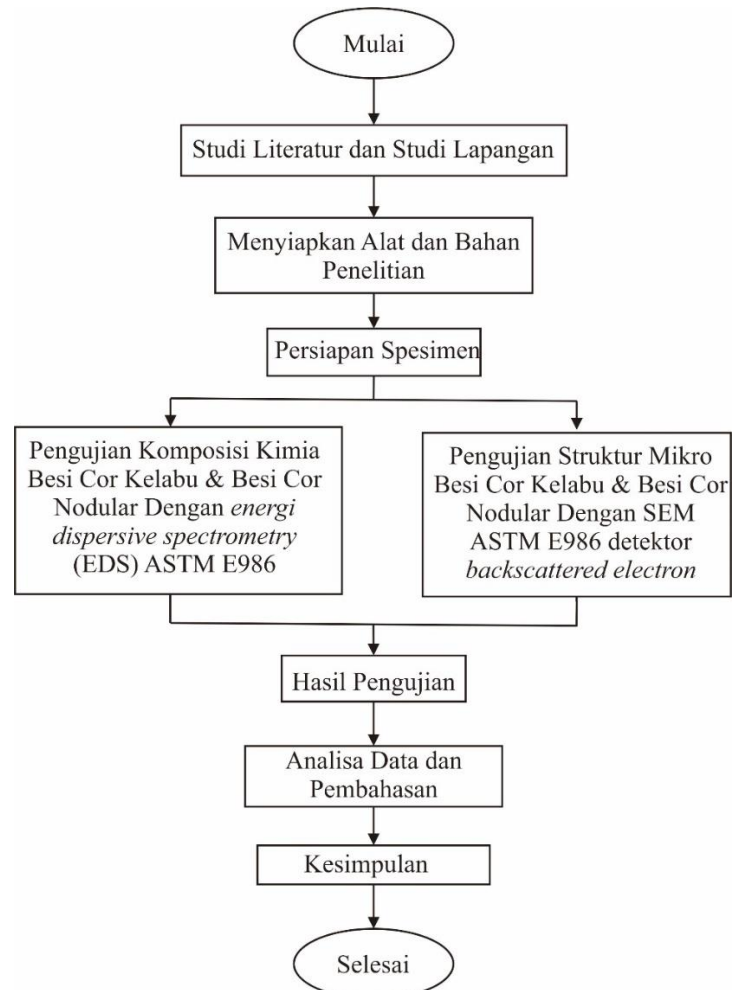 Mulai
Studi Literatur dan Studi Lapangan
Menyiapkan Alat dan Bahan
Penelitian
Persiapan Spesimen
Pengujian Komposisi Kimia
Besi Cor Kelabu & Besi Cor
Nodular Dengan energi
dispersive spectrometry
(EDS) ASTM E986
Pengujian Struktur Mikro
Besi Cor Kelabu & Besi Cor
Nodular Dengan SEM
ASTM E986 detektor
backscattered electron
Hasil Pengujian
Analisa Data dan
Pembahasan
Kesimpulan
Selesai